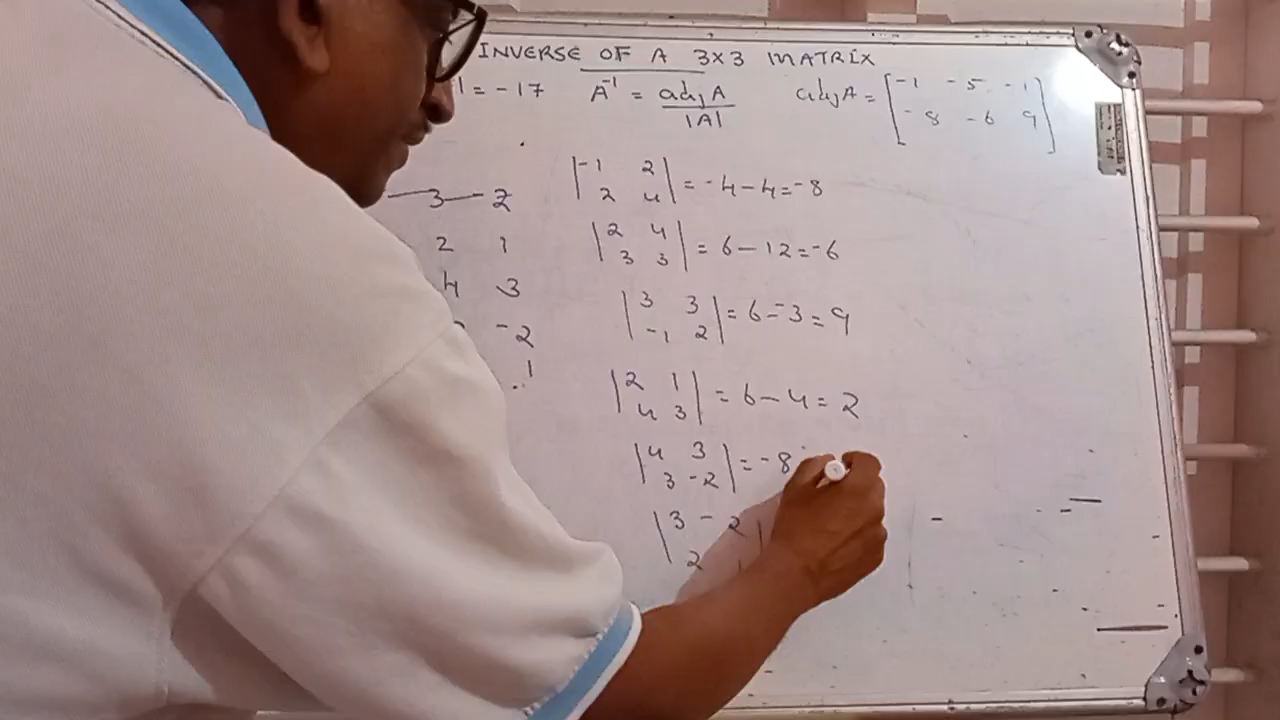 INVERSE OF A 3X3 MATRIX
| = -17 A⁻¹ = adjA / |A| adjA = [-1 -5 -1
-8 -6 9]
3 -2
2 1
4 3
-2
1
|-1 2
2 4| = -4-4=-8
|2 4
3 3| = 6-12=-6
|3 3
-1 2| = 6--3=9
|2 1
4 3| = 6-4=2
|4 3
3 -2| = -8
|3 -2
2